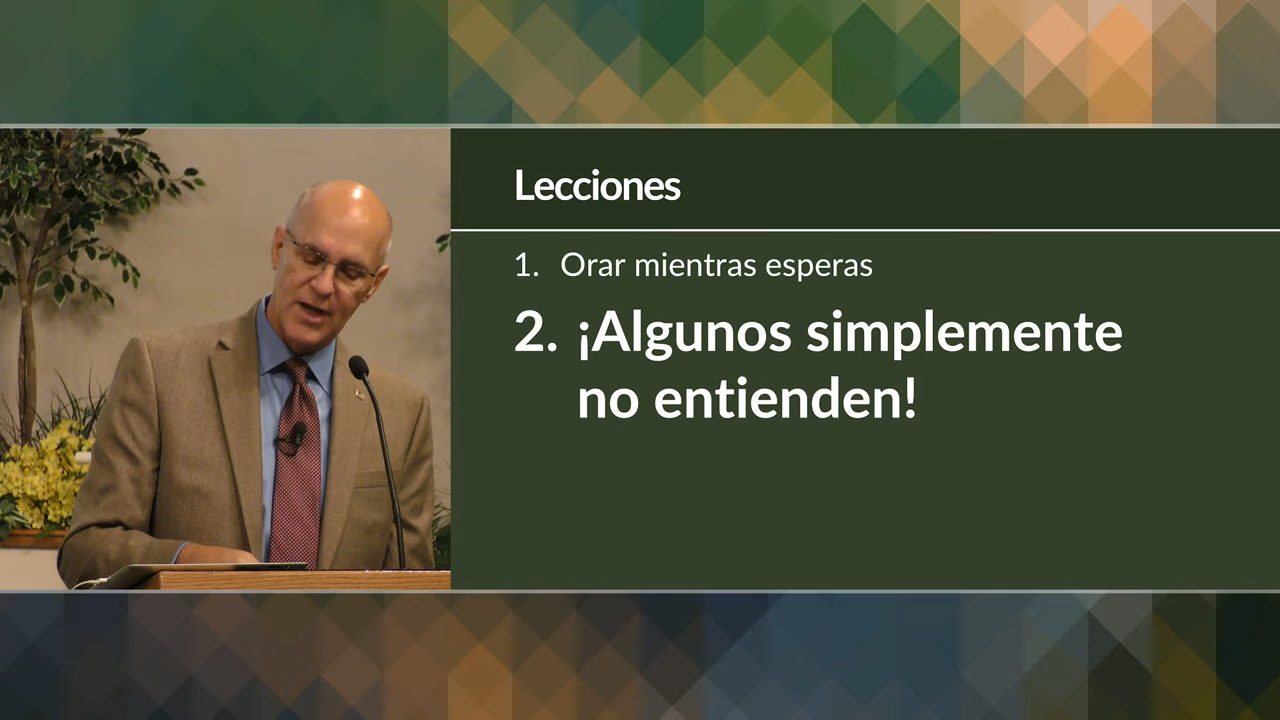 Lecciones
1. Orar mientras esperas
2. ¡Algunos simplemente
no entienden!